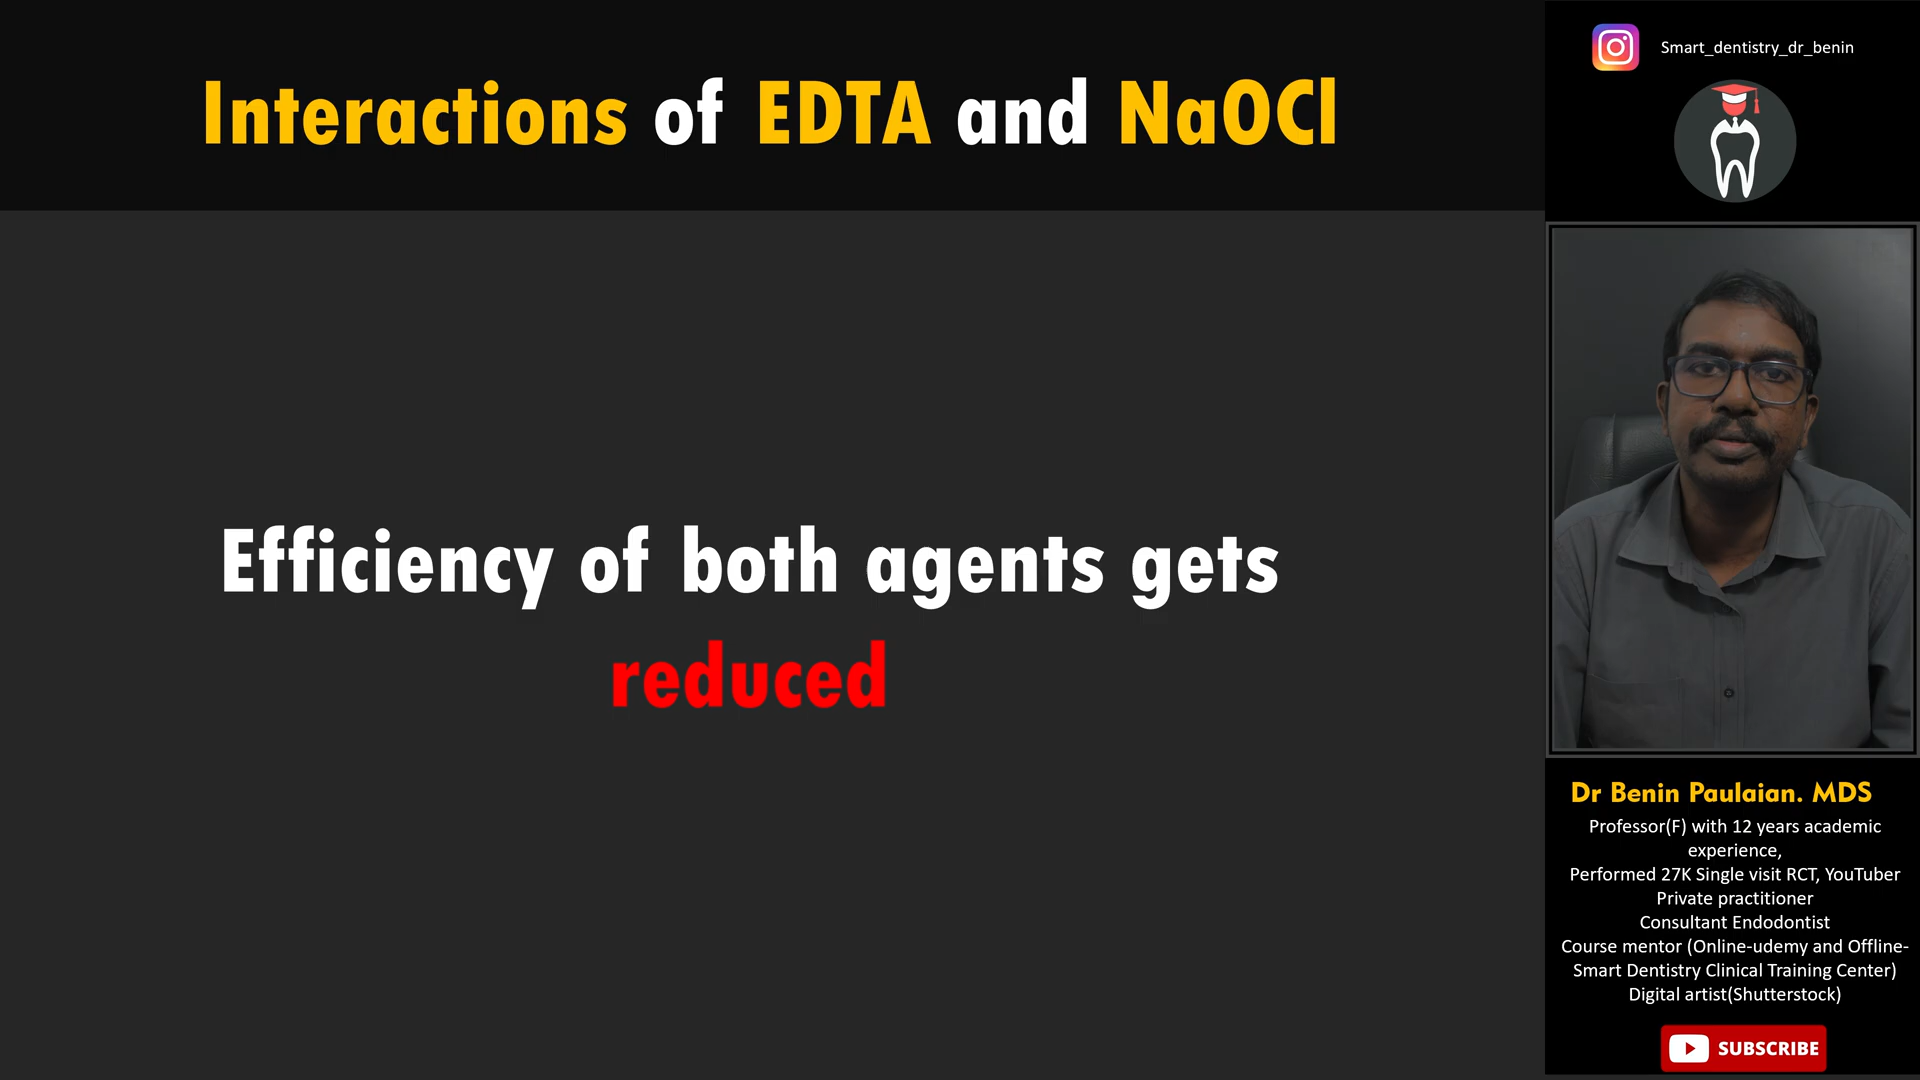 Interactions of EDTA and NaOCl
Efficiency of both agents gets
reduced
Smart_dentistry_dr_benin
Dr Benin Paulaian. MDS
Professor(F) with 12 years academic
experience,
Performed 27K Single visit RCT, YouTuber
Private practitioner
Consultant Endodontist
Course mentor (Online-udemy and Offline-
Smart Dentistry Clinical Training Center)
Digital artist(Shutterstock)
SUBSCRIBE